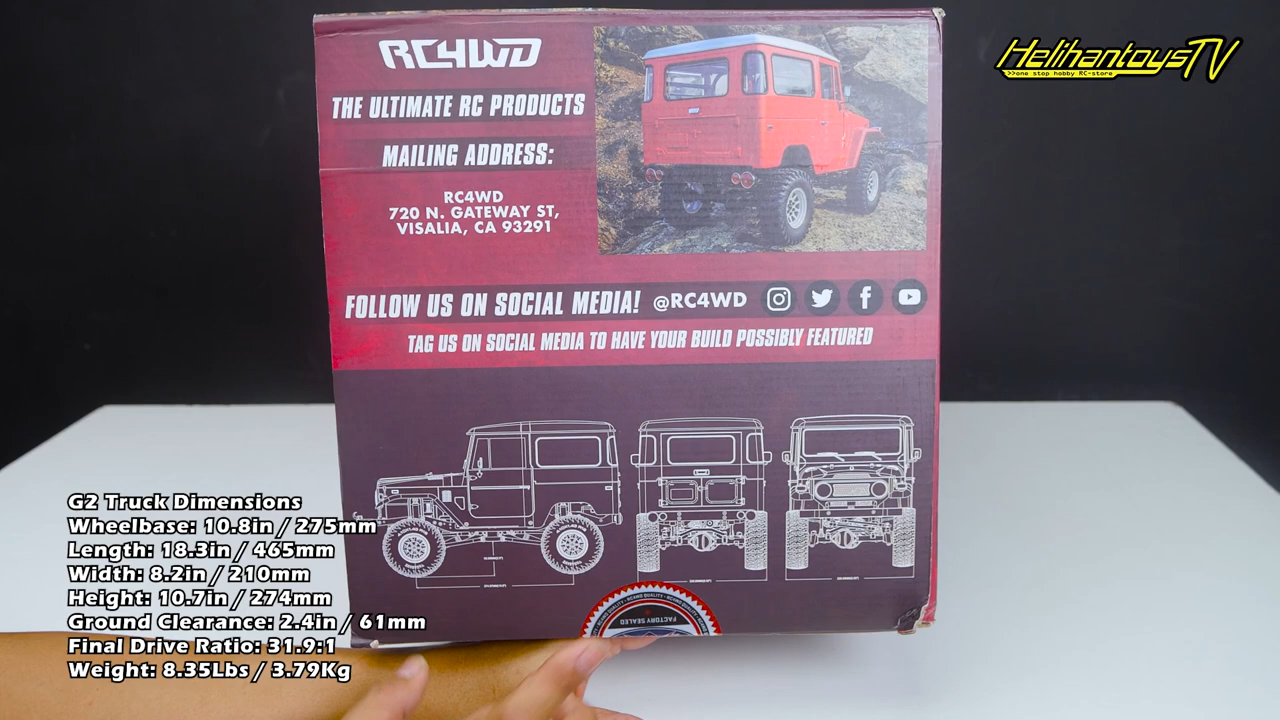 RC4WD
THE ULTIMATE RC PRODUCTS
MAILING ADDRESS:
RC4WD
720 N. GATEWAY ST,
VISALIA, CA 93291
HelihantoysTV
>>one stop hobby RC-store
FOLLOW US ON SOCIAL MEDIA! @RC4WD
TAG US ON SOCIAL MEDIA TO HAVE YOUR BUILD POSSIBLY FEATURED
RC4WD QUALITY
FACTORY SEALED
G2 Truck Dimensions
Wheelbase: 10.8in / 275mm
Length: 18.3in / 465mm
Width: 8.2in / 210mm
Height: 10.7in / 274mm
Ground Clearance: 2.4in / 61mm
Final Drive Ratio: 31.9:1
Weight: 8.35Lbs / 3.79Kg